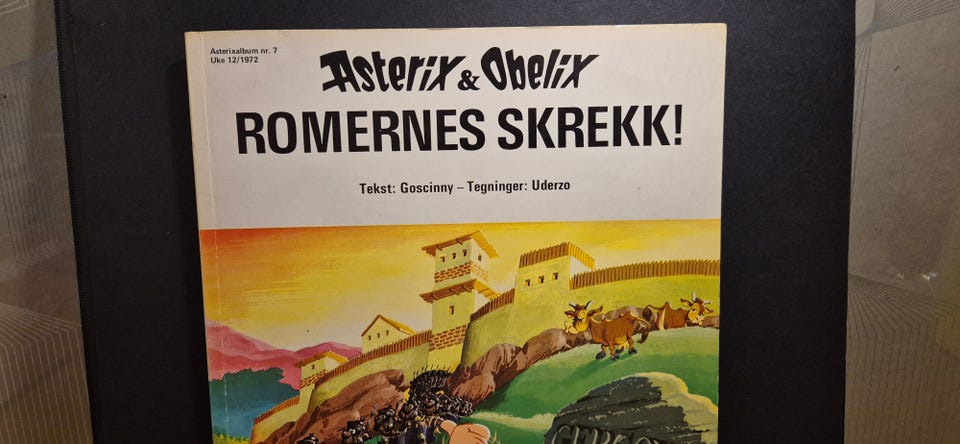 Asterixalbum nr. 7
Uke 12/1972
Asterix & Obelix
ROMERNES SKREKK!
Tekst: Goscinny – Tegninger: Uderzo